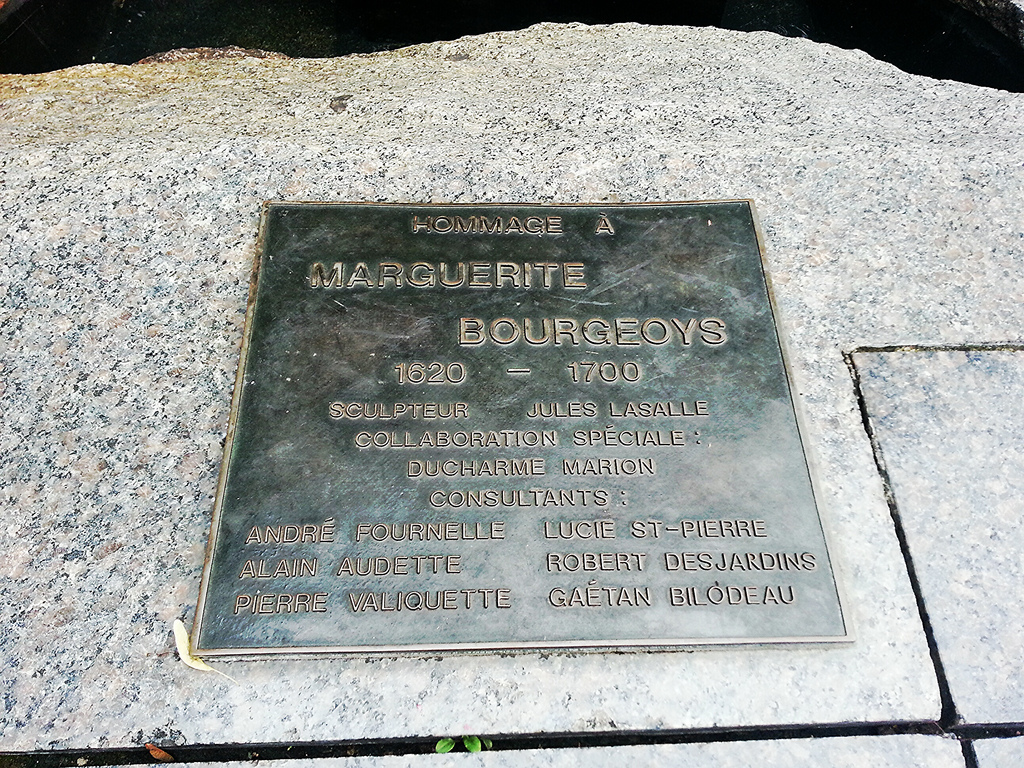 HOMMAGE À
MARGUERITE
BOURGEOYS
1620 — 1700
SCULPTEUR JULES LASALLE
COLLABORATION SPÉCIALE :
DUCHARME MARION
CONSULTANTS :
ANDRÉ FOURNELLE LUCIE ST-PIERRE
ALAIN AUDETTE ROBERT DESJARDINS
PIERRE VALIQUETTE GAÉTAN BILODEAU